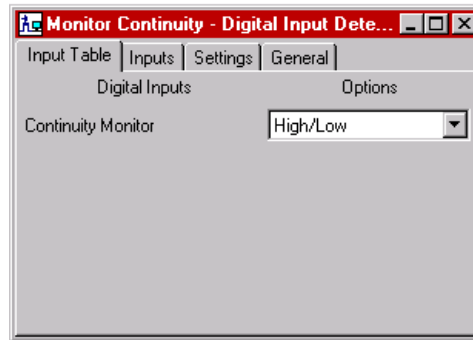 Monitor Continuity - Digital Input Dete...
Input Table Inputs Settings General
Digital Inputs Options
Continuity Monitor High/Low